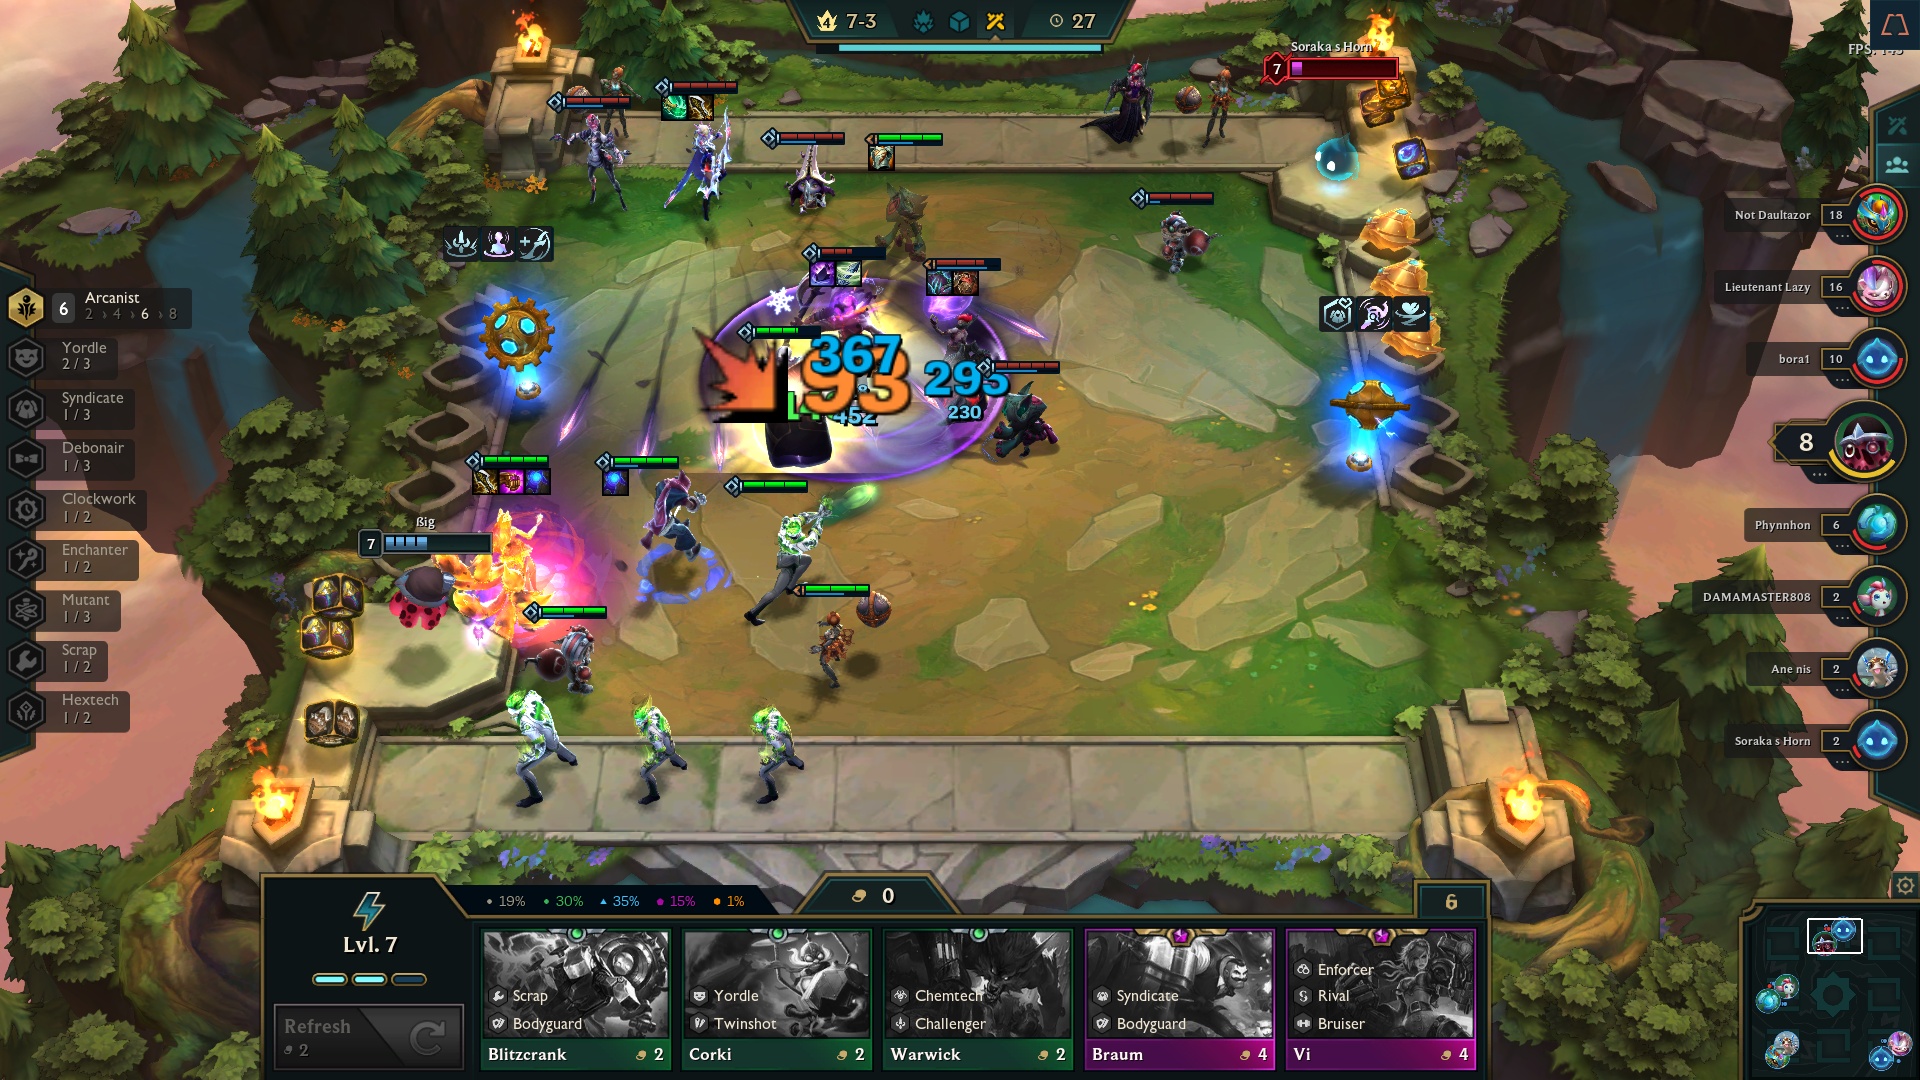 4 7-3 27
Soraka s Horn
7
Not Daultazor 18
Lieutenant Lazy 16
bora1 10
8
Phynnhon 6
DAMAMASTER808 2
Ane nis 2
Soraka s Horn 2
6 Arcanist
2 › 4 › 6 › 8
Yordle
2 / 3
Syndicate
1 / 3
Debonair
1 / 3
Clockwork
1 / 2
Enchanter
1 / 2
Mutant
1 / 3
Scrap
1 / 2
Hextech
1 / 2
367
93
295
452
230
ßig
7
19% 30% 35% 15% 1%
0
6
Lvl. 7
Refresh
2
Scrap
Bodyguard
Blitzcrank 2
Yordle
Twinshot
Corki 2
Chemtech
Challenger
Warwick 2
Syndicate
Bodyguard
Braum 4
Enforcer
Rival
Bruiser
Vi 4